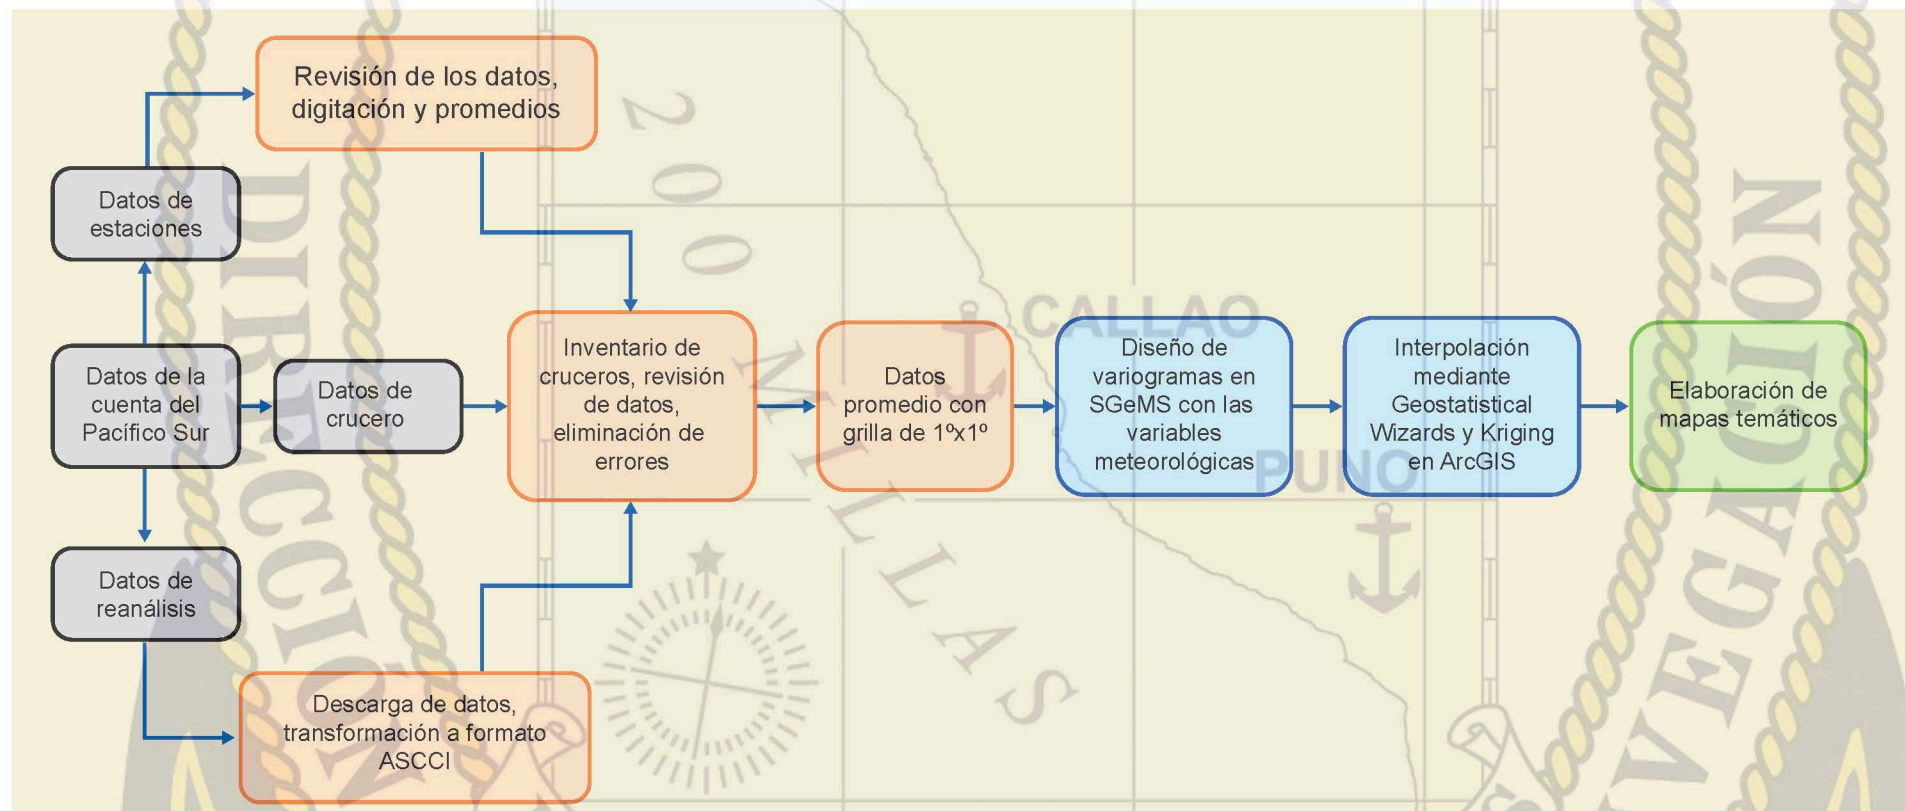 Revisión de los datos,
digitación y promedios
Datos de
estaciones
Datos de la
cuenta del
Pacífico Sur
Datos de
crucero
Inventario de
cruceros, revisión
de datos,
eliminación de
errores
Datos
promedio con
grilla de 1ºx1º
Diseño de
variogramas en
SGeMS con las
variables
meteorológicas
Interpolación
mediante
Geostatistical
Wizards y Kriging
en ArcGIS
Elaboración de
mapas temáticos
Datos de
reanálisis
Descarga de datos,
transformación a formato
ASCCI
200 MILLAS
CALLAO
PUNO
DIRECCIÓN
VEGACIÓN